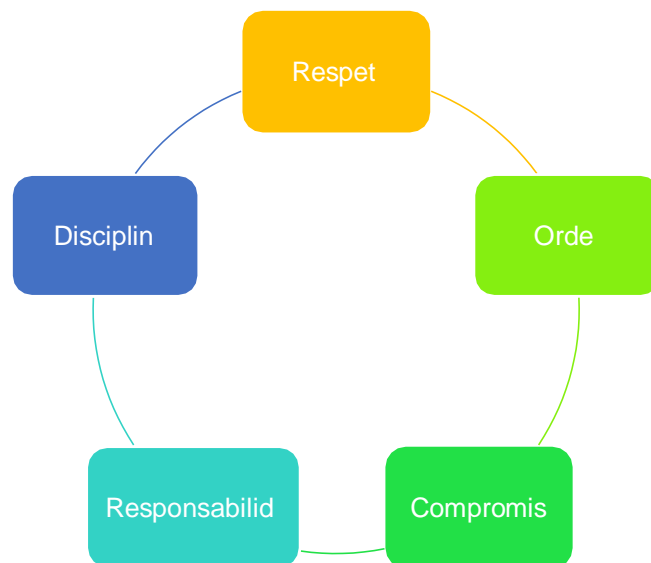 Respet
Orde
Compromis
Responsabilid
Disciplin